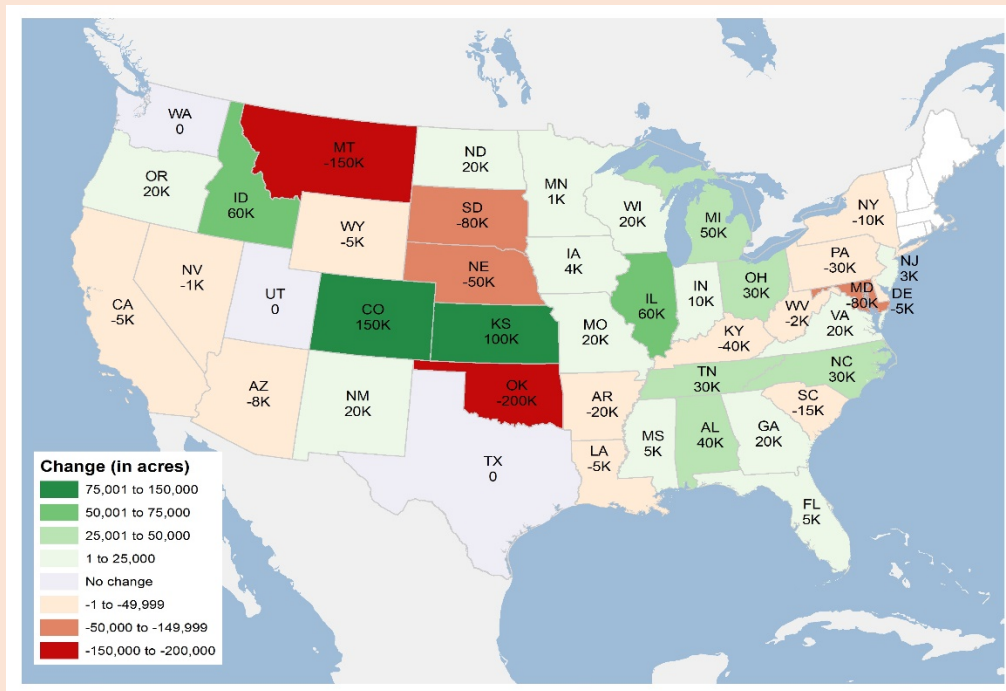 WA
0
MT
-150K
ND
20K
OR
20K
ID
60K
MN
1K
WI
20K
MI
50K
NY
-10K
SD
-80K
WY
-5K
PA
-30K
NJ
3K
NE
-50K
IA
4K
OH
30K
IN
10K
IL
60K
MD
-80K
DE
-5K
NV
-1K
UT
0
CA
-5K
CO
150K
KS
100K
MO
20K
WV
-2K
VA
20K
KY
-40K
NC
30K
TN
30K
AZ
-8K
NM
20K
OK
-200K
AR
-20K
SC
-15K
MS
5K
AL
40K
GA
20K
LA
-5K
TX
0
FL
5K
Change (in acres)
75,001 to 150,000
50,001 to 75,000
25,001 to 50,000
1 to 25,000
No change
-1 to -49,999
-50,000 to -149,999
-150,000 to -200,000